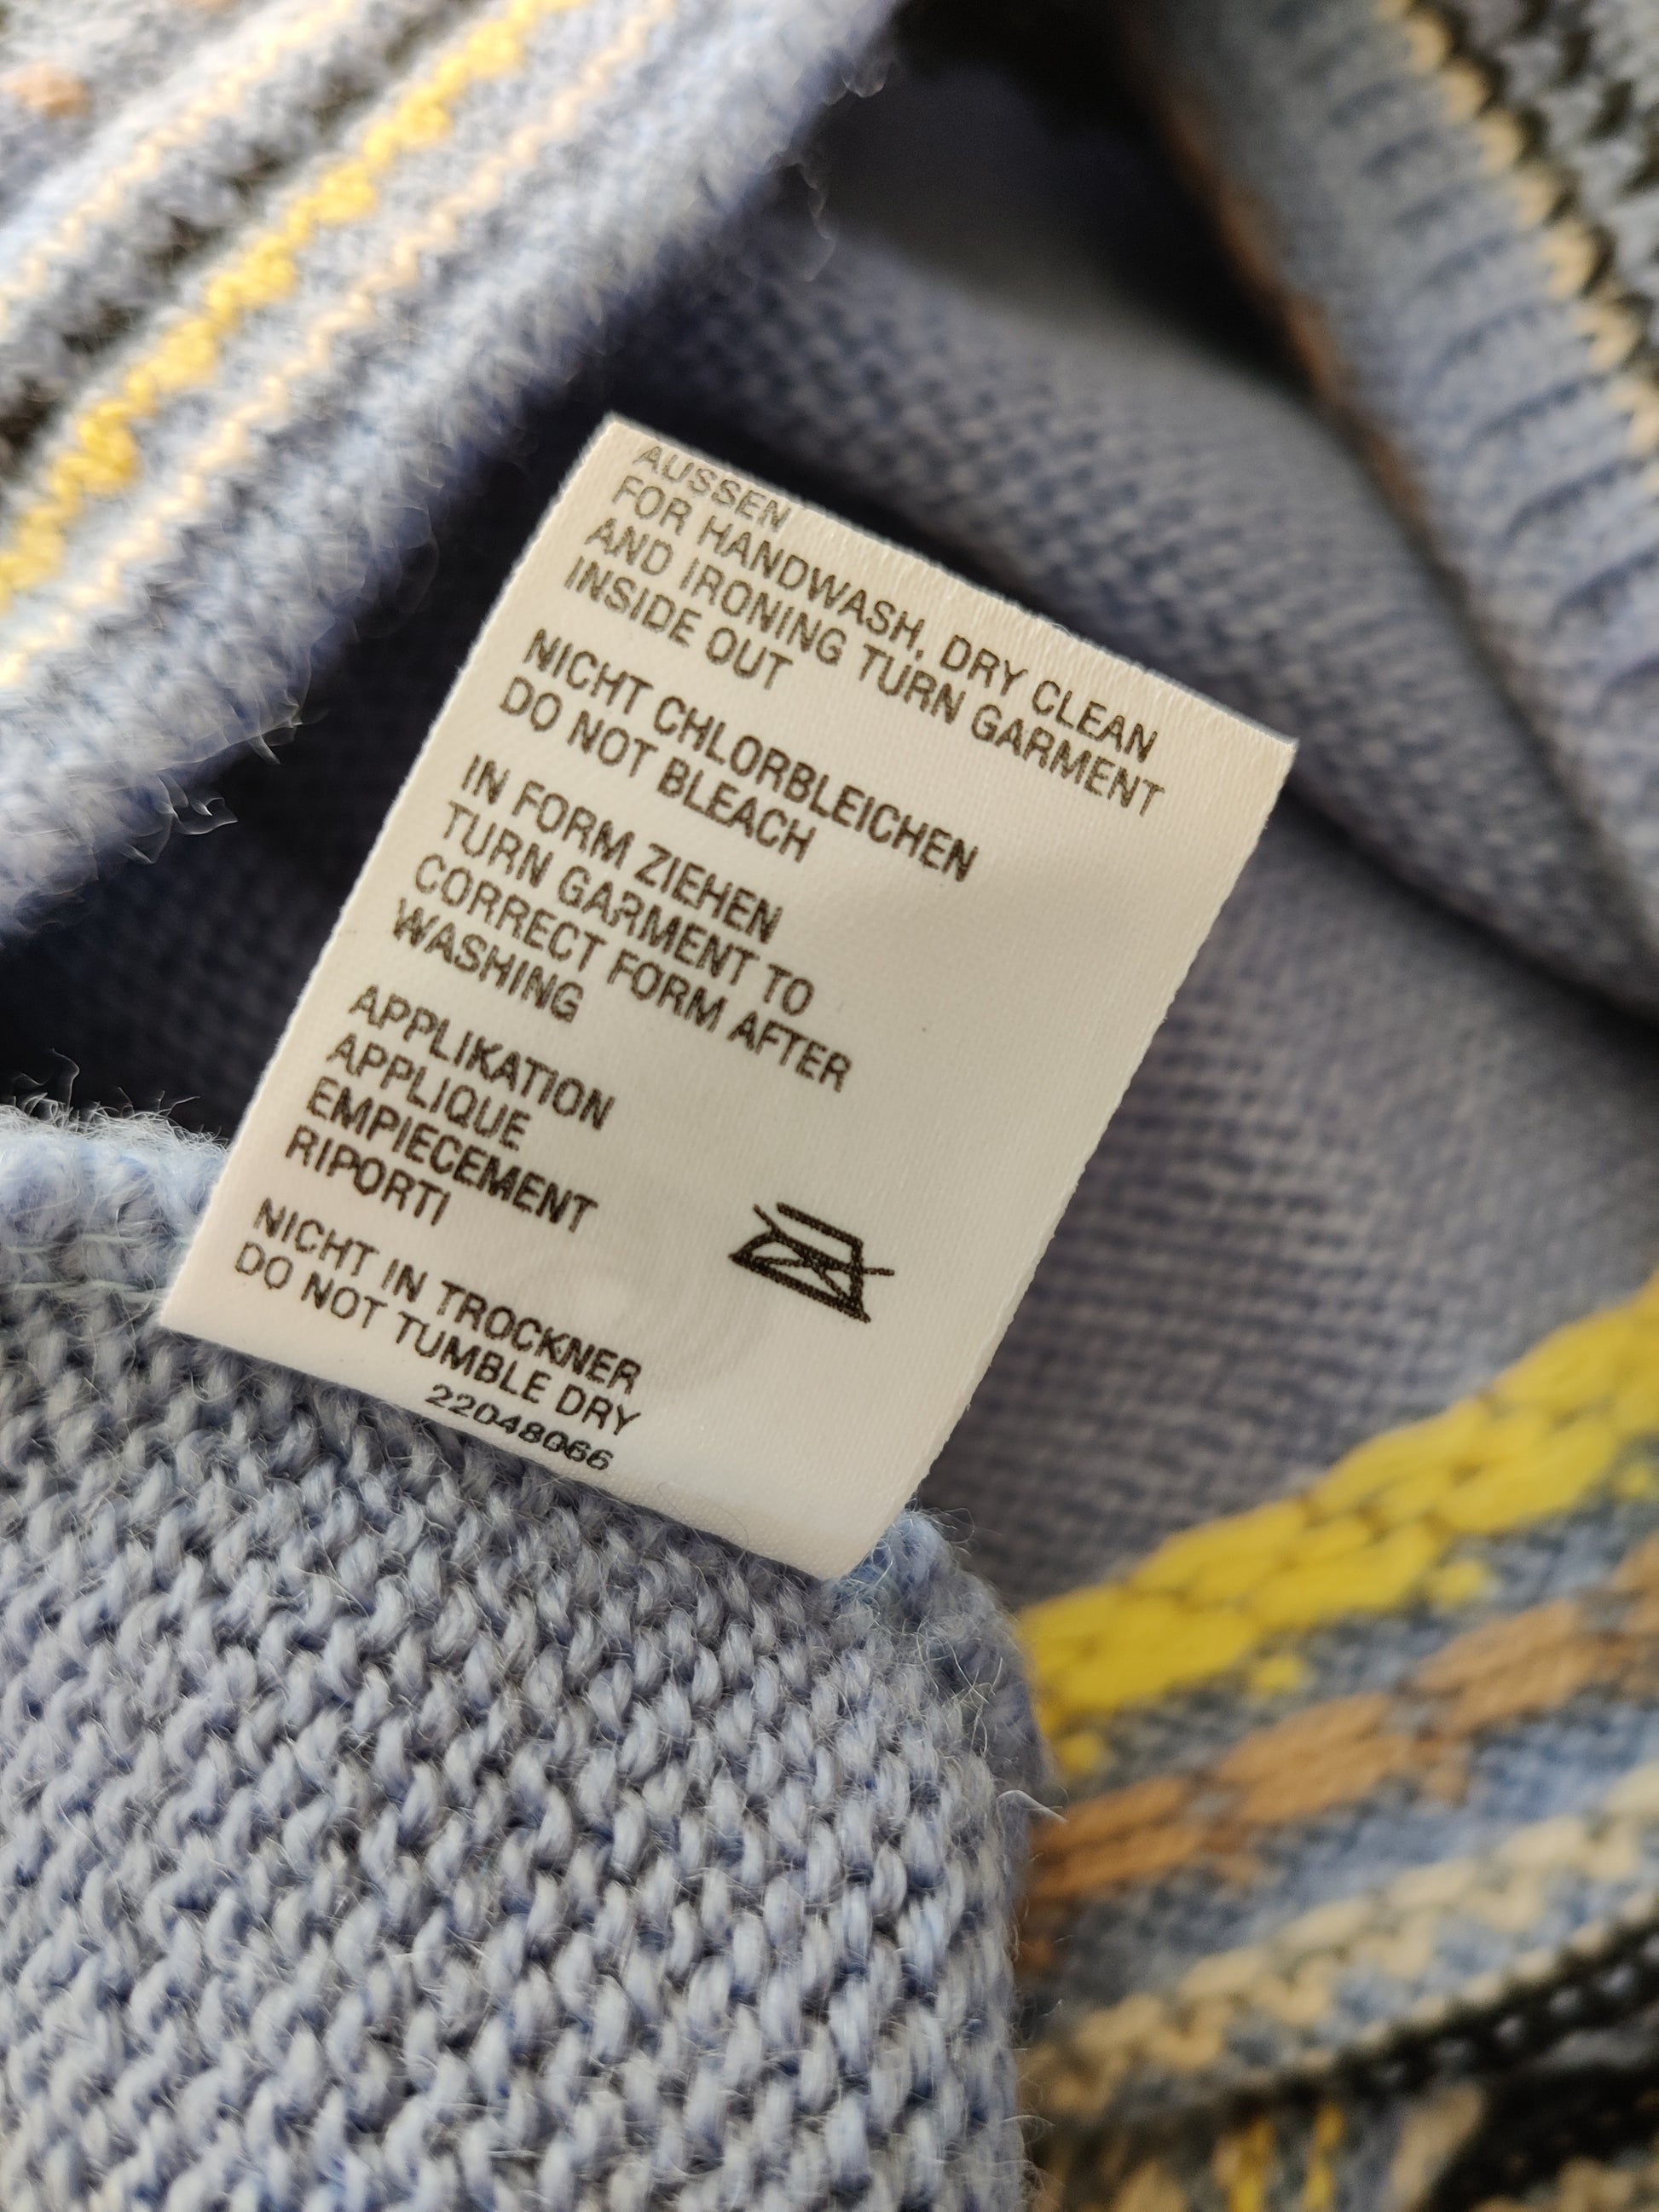 AUSSEN
FOR HANDWASH, DRY CLEAN
AND IRONING TURN GARMENT
INSIDE OUT
NICHT CHLORBLEICHEN
DO NOT BLEACH
IN FORM ZIEHEN
TURN GARMENT TO
CORRECT FORM AFTER
WASHING
APPLIKATION
APPLIQUE
EMPIECEMENT
RIPORTI
NICHT IN TROCKNER
DO NOT TUMBLE DRY
22048066